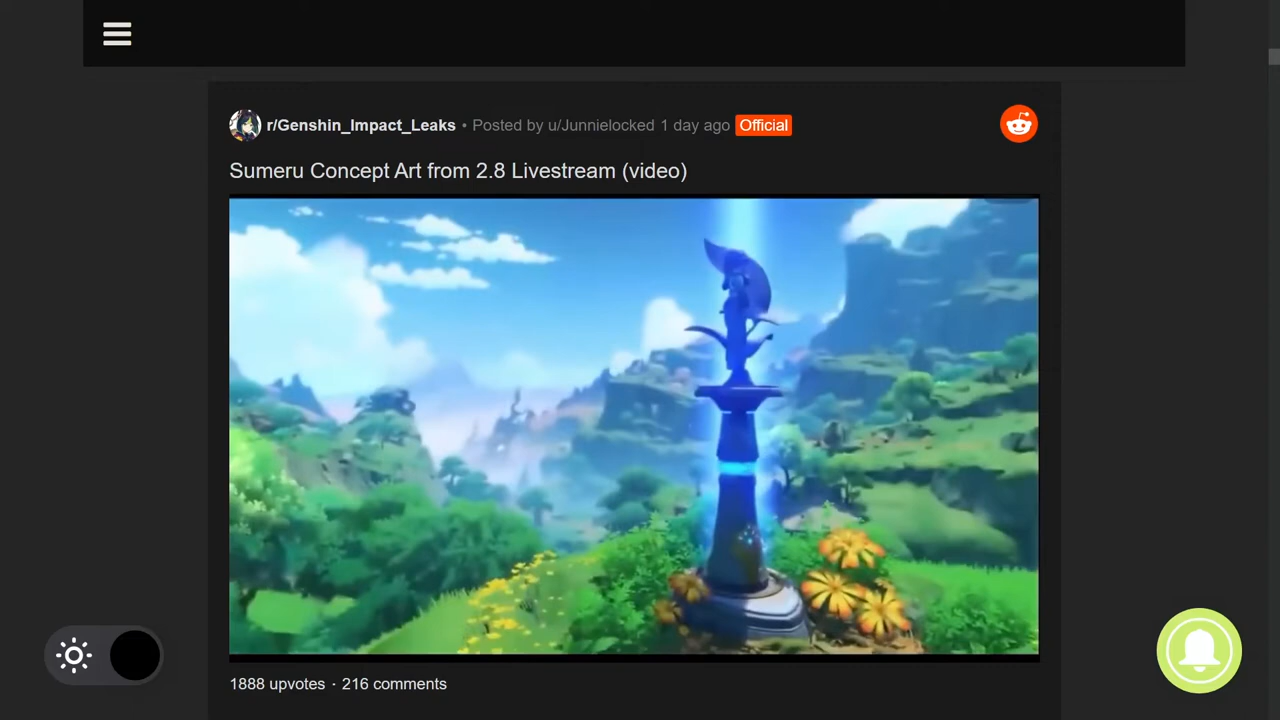 r/Genshin_Impact_Leaks • Posted by u/Junnielocked 1 day ago Official
Sumeru Concept Art from 2.8 Livestream (video)
1888 upvotes · 216 comments